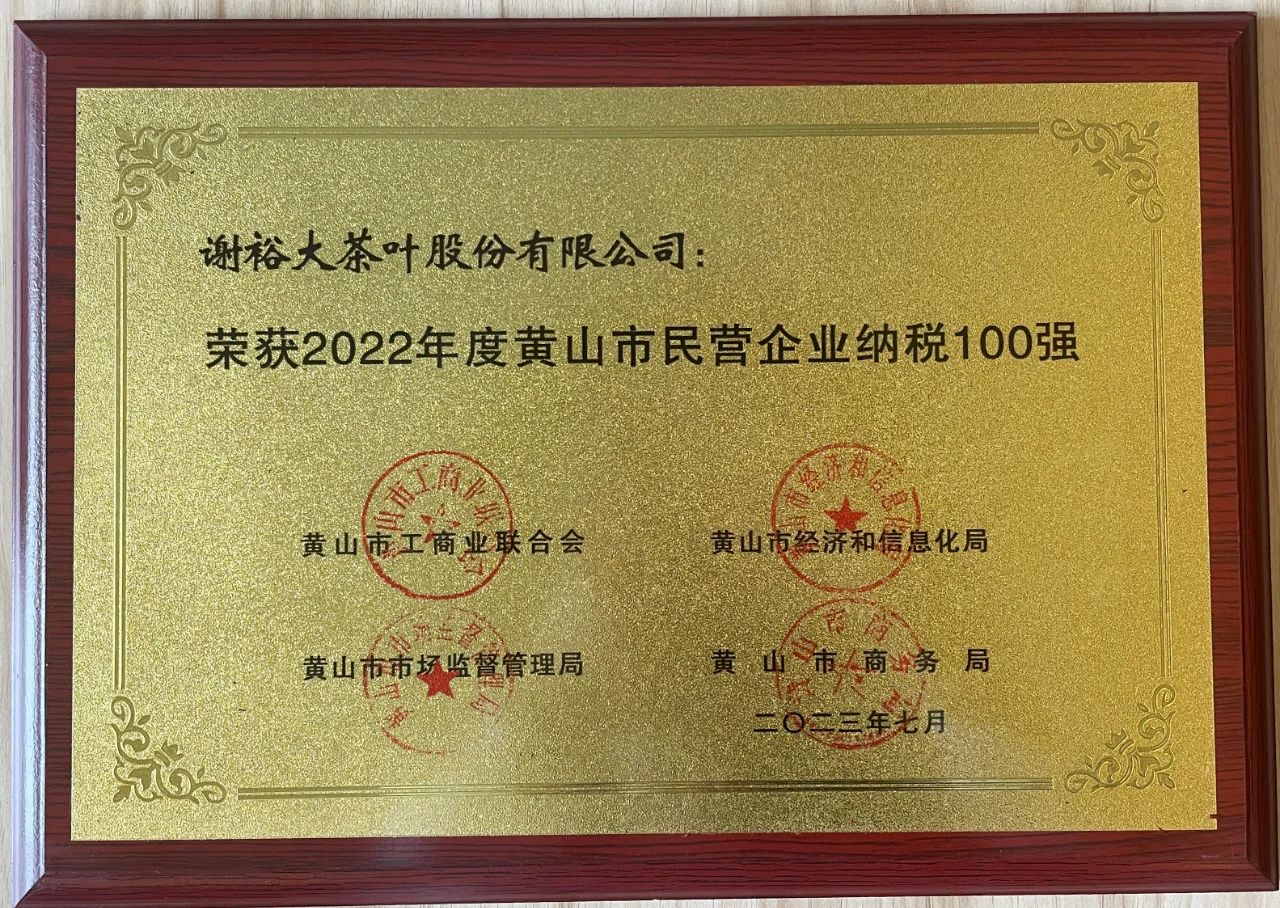 谢裕大茶叶股份有限公司：
荣获2022年度黄山市民营企业纳税100强
黄山市工商业联合会
黄山市经济和信息化局
黄山市市场监督管理局
黄山市商务局
二〇二三年七月